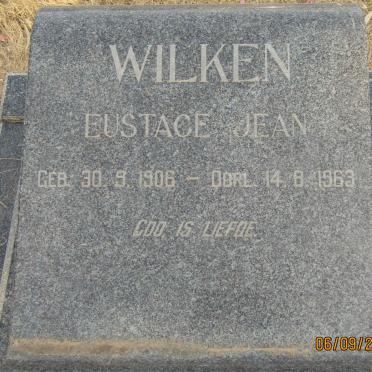 WILKEN
EUSTACE JEAN
GEB. 30. 9. 1906 - OORL. 14. 8. 1963
GOD IS LIEFDE
06/09/2